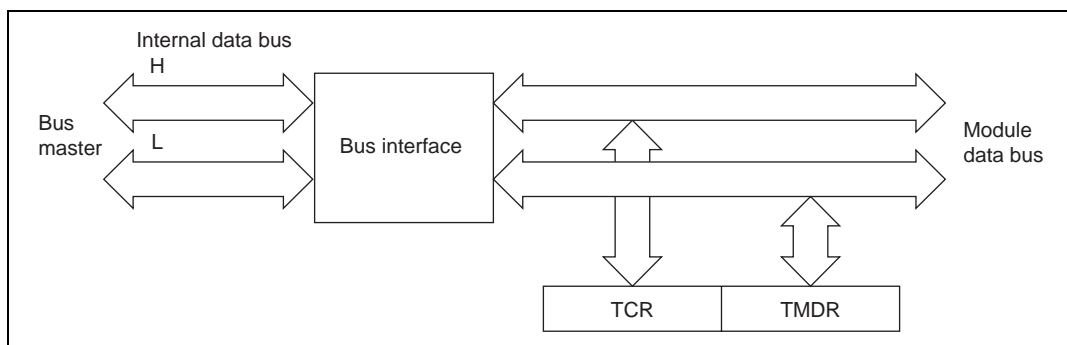 Internal data bus
H
Bus
master
L
Bus interface
Module
data bus
TCR
TMDR